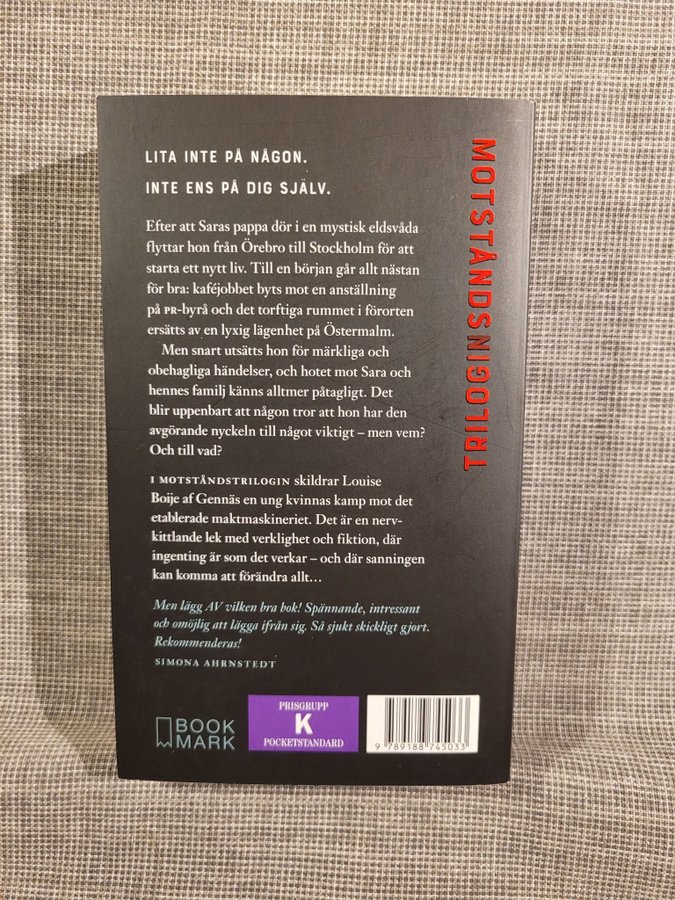 LITA INTE PÅ NÅGON.
INTE ENS PÅ DIG SJÄLV.
Efter att Saras pappa dör i en mystisk eldsvåda
flyttar hon från Örebro till Stockholm för att
starta ett nytt liv. Till en början går allt nästan
för bra: kaféjobbet byts mot en anställning
på PR-byrå och det torftiga rummet i förorten
ersätts av en lyxig lägenhet på Östermalm.
Men snart utsätts hon för märkliga och
obehagliga händelser, och hotet mot Sara och
hennes familj känns alltmer påtagligt. Det
blir uppenbart att någon tror att hon har den
avgörande nyckeln till något viktigt – men vem?
Och till vad?
I MOTSTÅNDSTRILOGIN skildrar Louise
Boije af Gennäs en ung kvinnas kamp mot det
etablerade maktmaskineriet. Det är en nerv-
kittlande lek med verklighet och fiktion, där
ingenting är som det verkar – och där sanningen
kan komma att förändra allt...
Men lägg AV vilken bra bok! Spännande, intressant
och omöjlig att lägga ifrån sig. Så sjukt skickligt gjort.
Rekommenderas!
SIMONA AHRNSTEDT
BOOK
MARK
PRISGRUPP
K
POCKETSTANDARD
9 789188 745033
MOTSTÅNDS
TRILOGIN